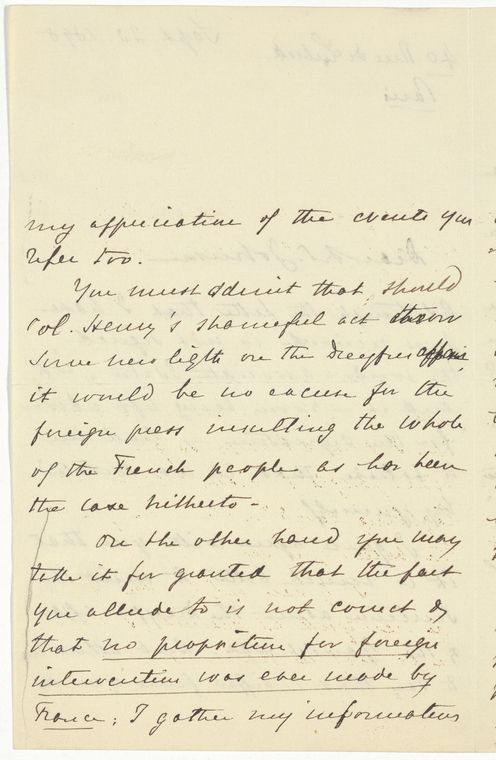 my appriciation of the events you
refer too.
You must admit that should
Col. Henry's shameful act throw
some new ligth on the Dreyfus affair,
it would be no excuse for the
foreign press insulting the whole
of the French people as has been
the case hitherto -
On the other hand you may
take it for granted that the fact
you allude to is not correct &
that no proposition for foreign
intervention was ever made by
France; I gather my informations